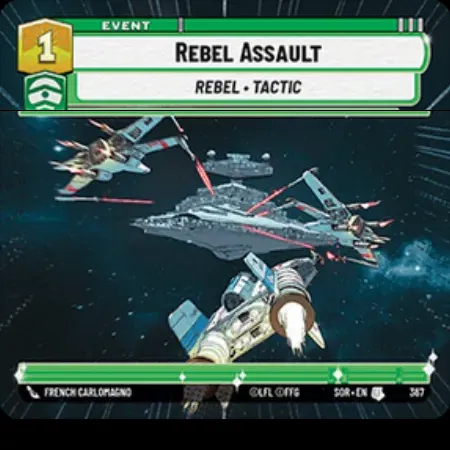 EVENT
1
REBEL ASSAULT
REBEL • TACTIC
FRENCH CARLOMAGNO
©LFL ©FFG
SOR • EN
367